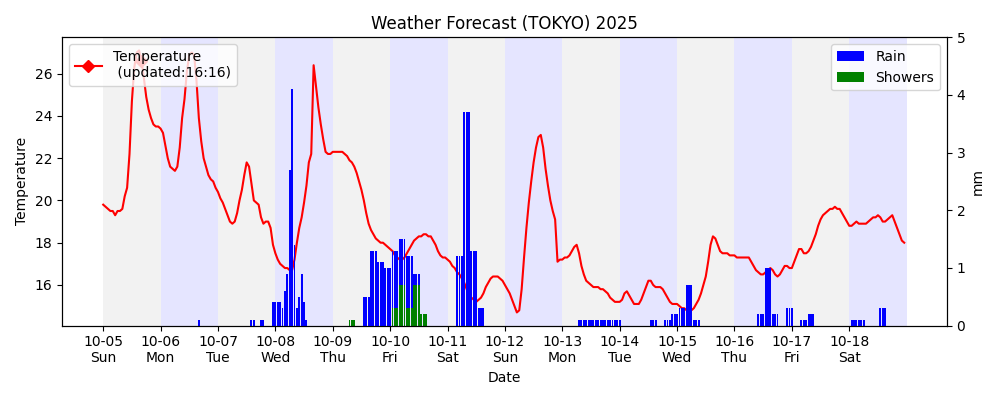 Weather Forecast (TOKYO) 2025
Temperature
(updated:16:16)
Rain
Showers
Temperature
26
24
22
20
18
16
5
4
3
2
1
0
mm
10-05 10-06 10-07 10-08 10-09 10-10 10-11 10-12 10-13 10-14 10-15 10-16 10-17 10-18
Sun Mon Tue Wed Thu Fri Sat Sun Mon Tue Wed Thu Fri Sat
Date